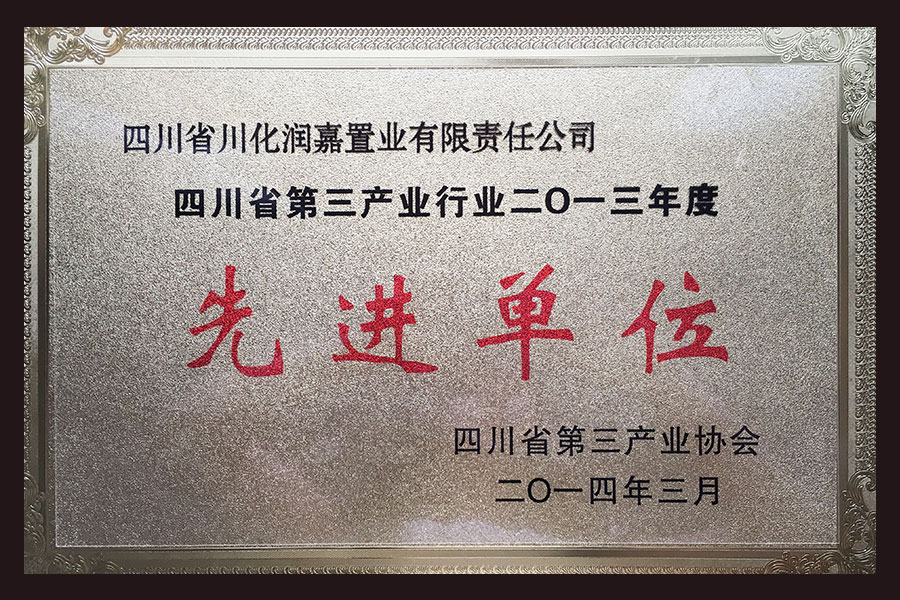 四川省川化润嘉置业有限责任公司
四川省第三产业行业二〇一三年度
先进单位
四川省第三产业协会
二〇一四年三月